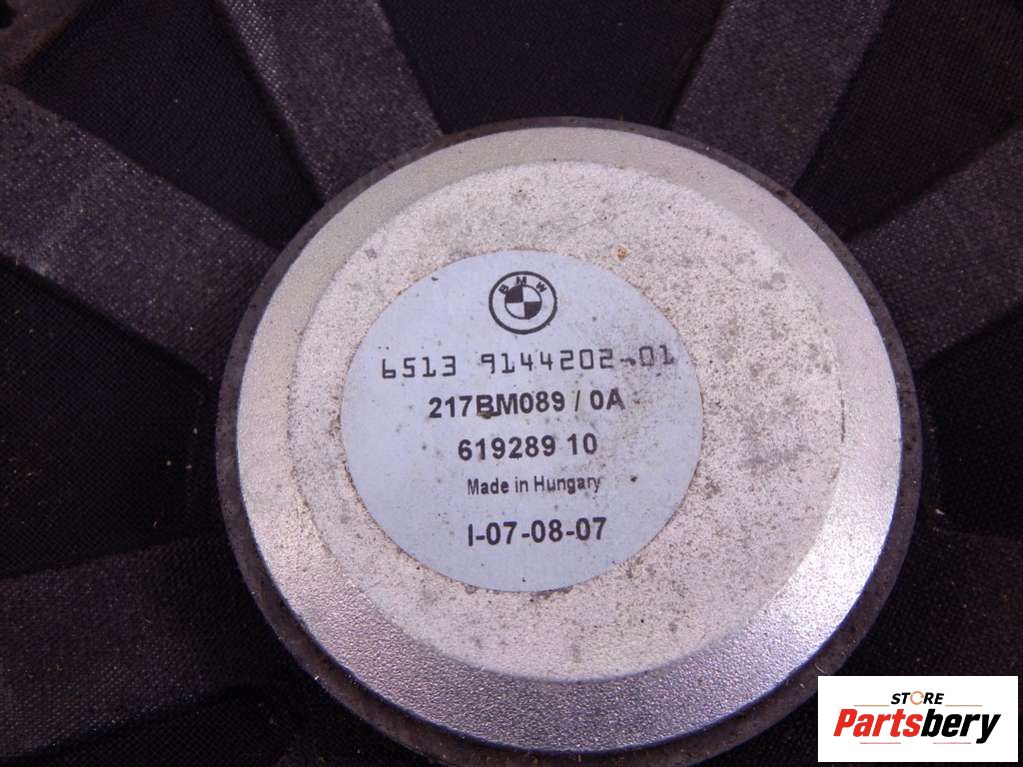 BMW
6513 9144202-01
217BM089 / 0A
619289 10
Made in Hungary
I-07-08-07
STORE
Partsbery